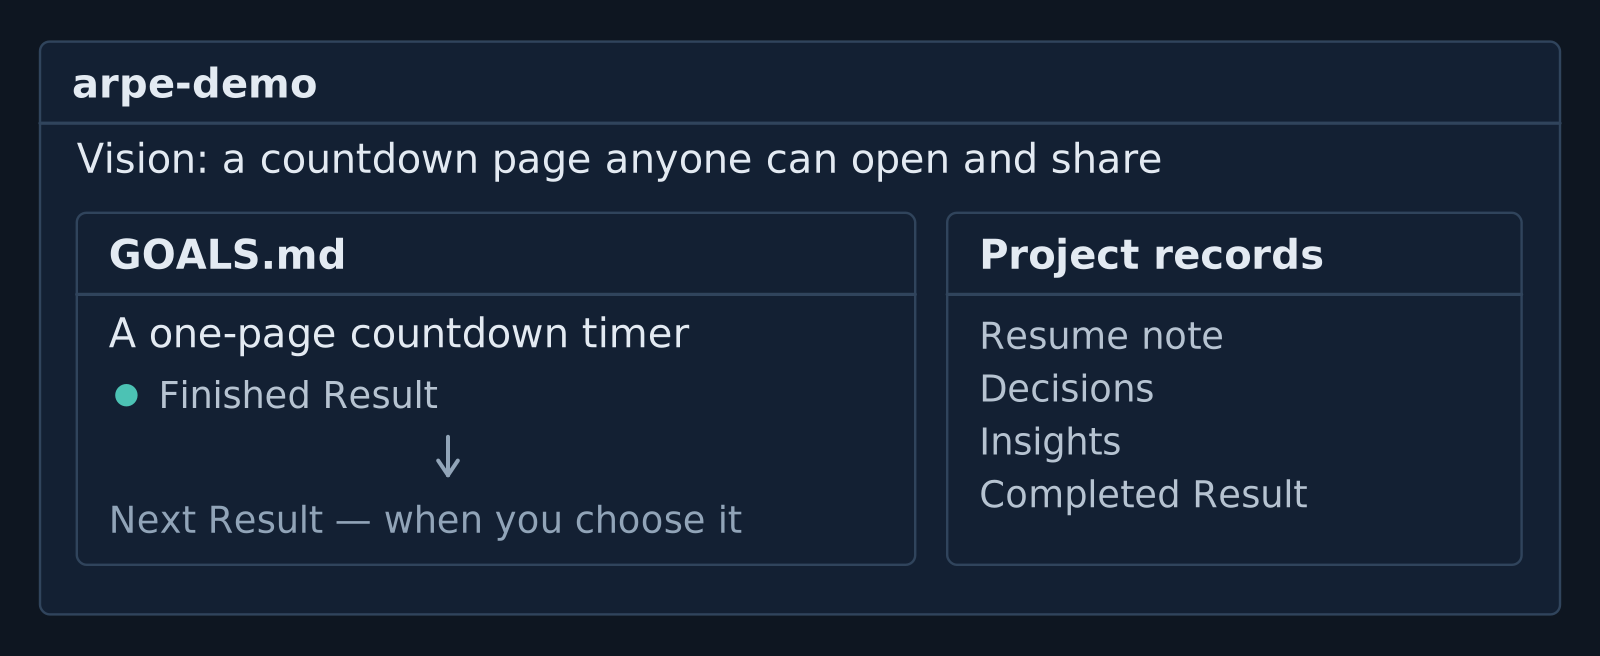 arpe-demo
Vision: a countdown page anyone can open and share
GOALS.md
A one-page countdown timer
Finished Result
Next Result — when you choose it
Project records
Resume note
Decisions
Insights
Completed Result